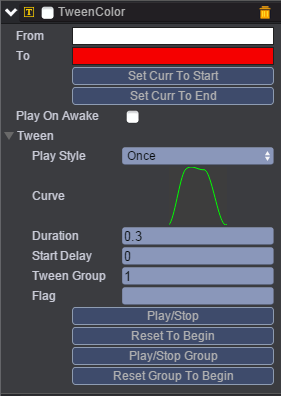 T TweenColor
From
To
Set Curr To Start
Set Curr To End
Play On Awake
Tween
Play Style Once
Curve
Duration 0.3
Start Delay 0
Tween Group 1
Flag
Play/Stop
Reset To Begin
Play/Stop Group
Reset Group To Begin